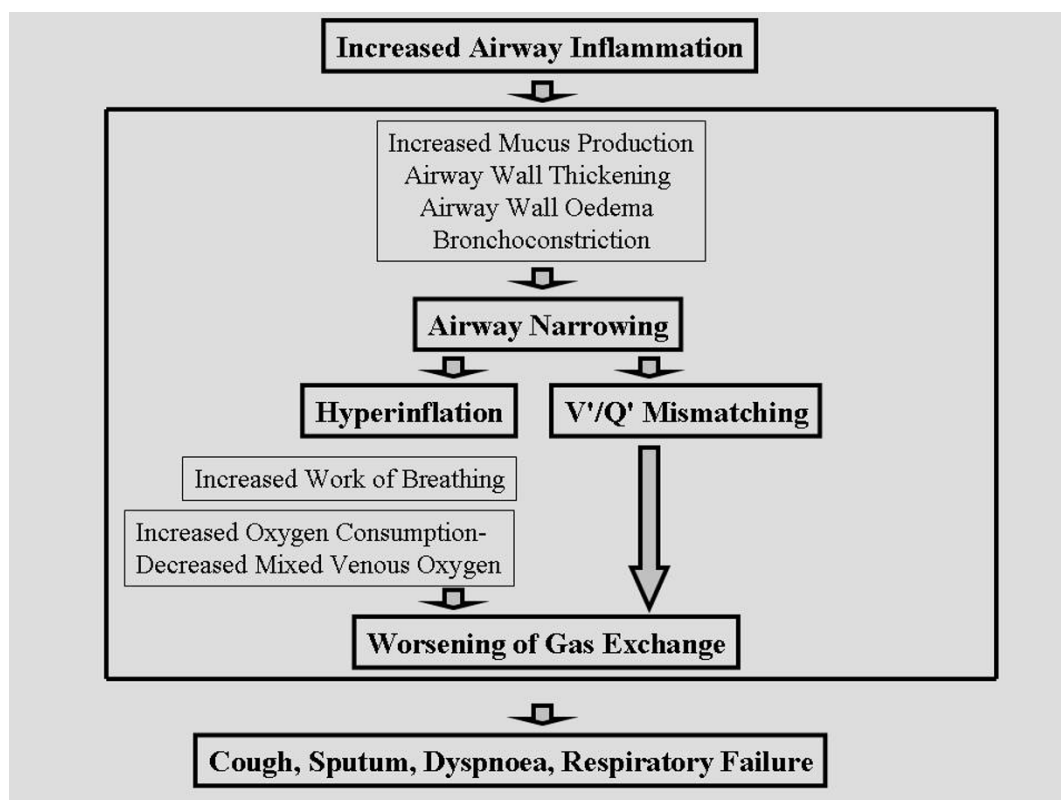 Increased Airway Inflammation
Increased Mucus Production
Airway Wall Thickening
Airway Wall Oedema
Bronchoconstriction
Airway Narrowing
Hyperinflation
V'/Q' Mismatching
Increased Work of Breathing
Increased Oxygen Consumption-
Decreased Mixed Venous Oxygen
Worsening of Gas Exchange
Cough, Sputum, Dyspnoea, Respiratory Failure